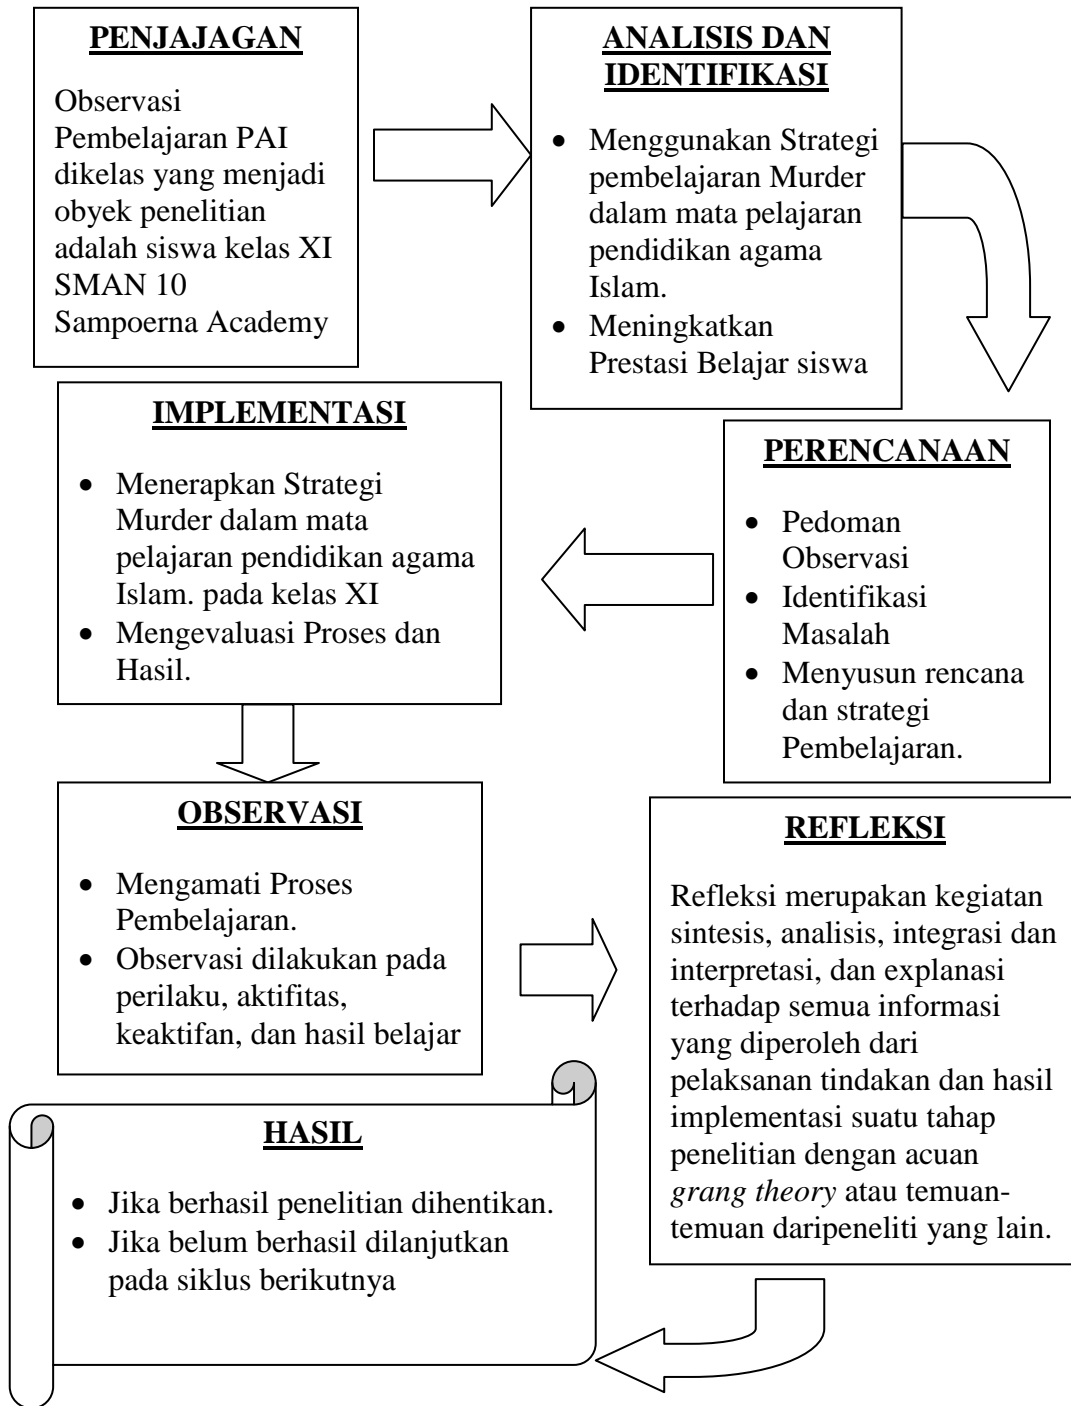 PENJAJAGAN
Observasi
Pembelajaran PAI
dikelas yang menjadi
obyek penelitian
adalah siswa kelas XI
SMAN 10
Sampoerna Academy
ANALISIS DAN
IDENTIFIKASI
• Menggunakan Strategi
pembelajaran Murder
dalam mata pelajaran
pendidikan agama
Islam.
• Meningkatkan
Prestasi Belajar siswa
PERENCANAAN
• Pedoman
Observasi
• Identifikasi
Masalah
• Menyusun rencana
dan strategi
Pembelajaran.
IMPLEMENTASI
• Menerapkan Strategi
Murder dalam mata
pelajaran pendidikan agama
Islam. pada kelas XI
• Mengevaluasi Proses dan
Hasil.
OBSERVASI
• Mengamati Proses
Pembelajaran.
• Observasi dilakukan pada
perilaku, aktifitas,
keaktifan, dan hasil belajar
REFLEKSI
Refleksi merupakan kegiatan
sintesis, analisis, integrasi dan
interpretasi, dan explanasi
terhadap semua informasi
yang diperoleh dari
pelaksanan tindakan dan hasil
implementasi suatu tahap
penelitian dengan acuan
grang theory atau temuan-
temuan daripeneliti yang lain.
HASIL
• Jika berhasil penelitian dihentikan.
• Jika belum berhasil dilanjutkan
pada siklus berikutnya